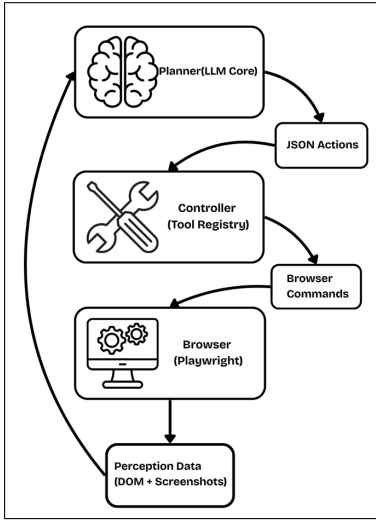 Planner(LLM Core)
JSON Actions
Controller
(Tool Registry)
Browser
Commands
Browser
(Playwright)
Perception Data
(DOM + Screenshots)